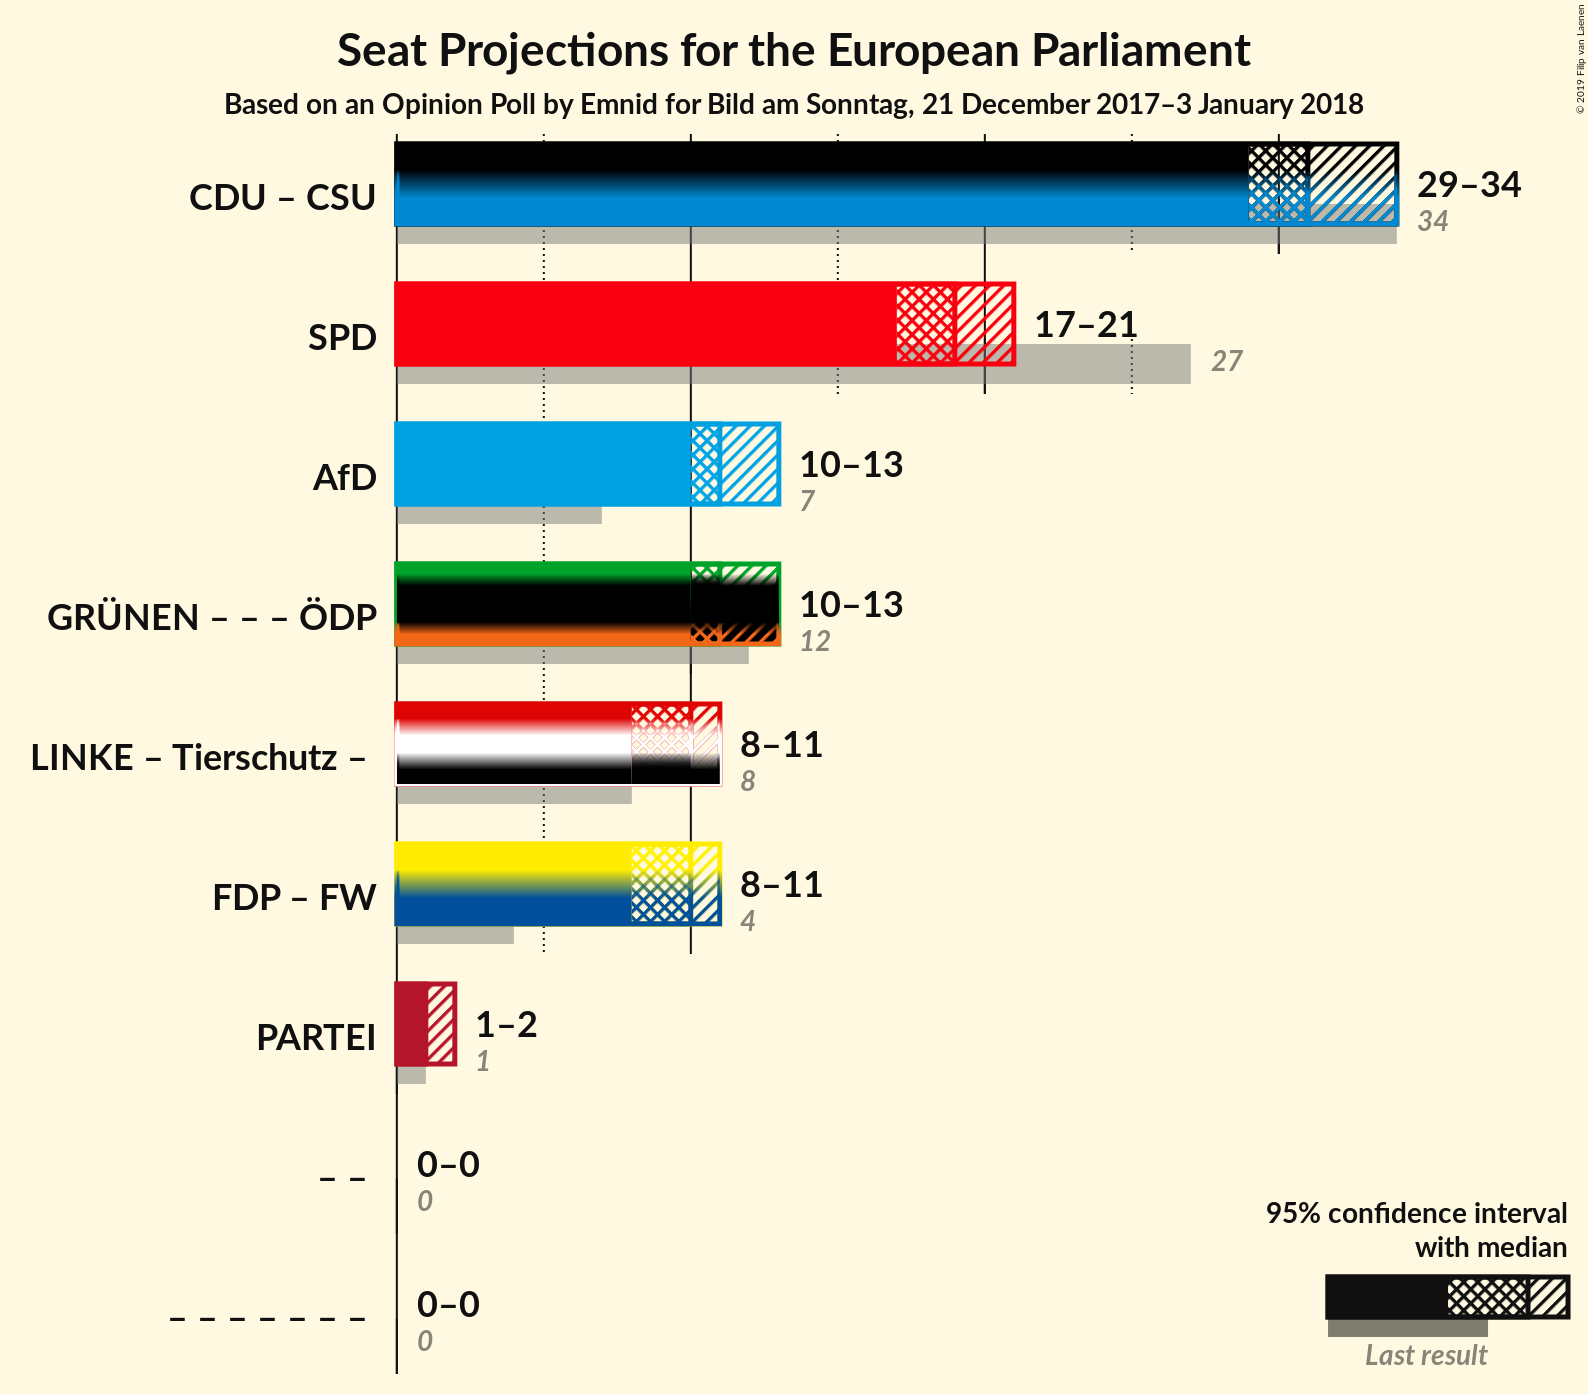 Seat Projections for the European Parliament
Based on an Opinion Poll by Emnid for Bild am Sonntag, 21 December 2017–3 January 2018
© 2019 Filip van Laenen
CDU – CSU
29–34
34
SPD
17–21
27
AfD
10–13
7
GRÜNEN – – – ÖDP
10–13
12
LINKE – Tierschutz –
8–11
8
FDP – FW
8–11
4
PARTEI
1–2
1
– –
0–0
0
– – – – – – –
0–0
0
95% confidence interval
with median
Last result